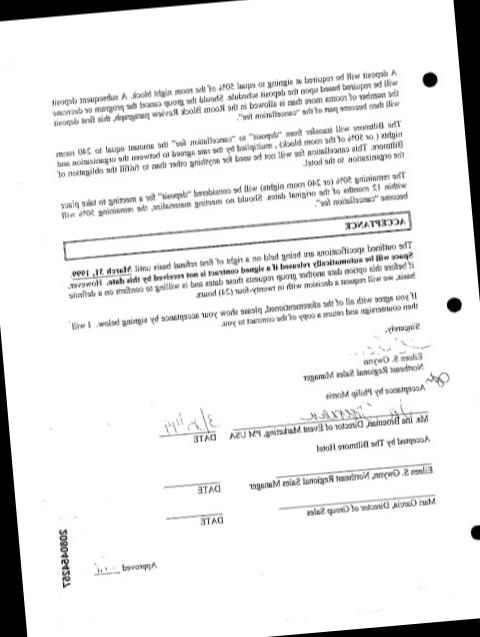 A deposit will be required at signing to equal 50% of the room night block. A subsequent deposit
will be required based upon the deposit schedule. Should the group cancel the program or decrease
the number of rooms more than is allowed in the Room Block Review paragraph, this first deposit
will then become part of the "cancellation fee".
The Biltmore will transfer from "deposit" to "cancellation fee" the amount equal to 240 room
nights ( or 50% of the room block) , multiplied by the rate agreed to between the organization and
Biltmore. This cancellation fee will not be used for anything other than to fulfill the obligation of
the organization to the hotel.
The remaining 50% (or 240 room nights) will be considered "deposit" for a meeting to take place
within 12 months of the original dates. Should no meeting materialize, the remaining 50% will
become "cancellation fee".
ACCEPTANCE
The outlined specifications are being held on a right of first refusal basis until March 31, 1999.
Space will be automatically released if a signed contract is not received by this date. However,
if before this option date another group requests these dates and is willing to confirm on a definite
basis, we will request a decision with in twenty-four (24) hours.
If you agree with all of the aforementioned, please show your acceptance by signing below. I will
then countersign and return a copy of the contract to you.
Sincerely,
Eileen S. Gwynn
Northeast Regional Sales Manager
Acceptance by Philip Morris
Ms. Ina Broeman, Director of Event Marketing, PM USA DATE
Accepted by The Biltmore Hotel
Eileen S. Gwynn, Northeast Regional Sales Manager DATE
Mari Garcia, Director of Group Sales DATE
Approved
2080454257